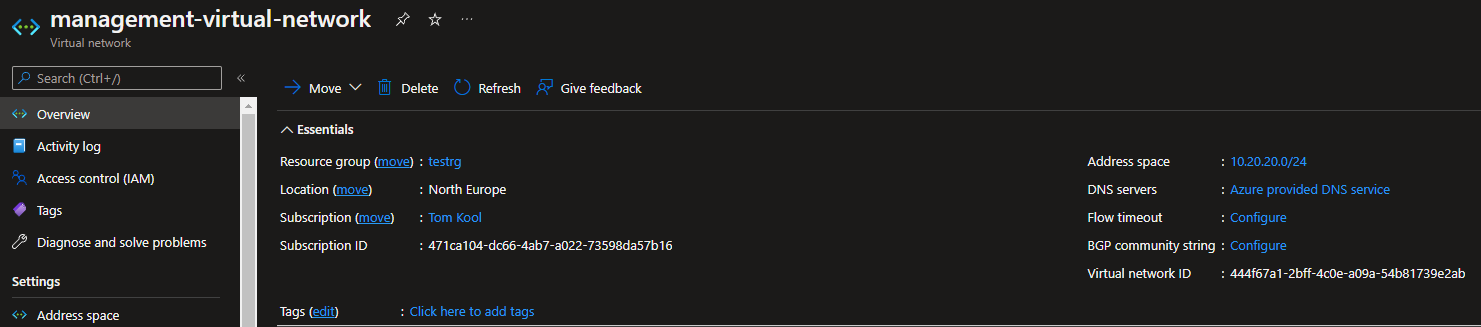 management-virtual-network
Virtual network
Search (Ctrl+/)
Overview
Activity log
Access control (IAM)
Tags
Diagnose and solve problems
Settings
Address space
Move
Delete
Refresh
Give feedback
Essentials
Resource group (move) : testrg
Location (move) : North Europe
Subscription (move) : Tom Kool
Subscription ID : 471ca104-dc66-4ab7-a022-73598da57b16
Address space : 10.20.20.0/24
DNS servers : Azure provided DNS service
Flow timeout : Configure
BGP community string : Configure
Virtual network ID : 444f67a1-2bff-4c0e-a09a-54b81739e2ab
Tags (edit) : Click here to add tags